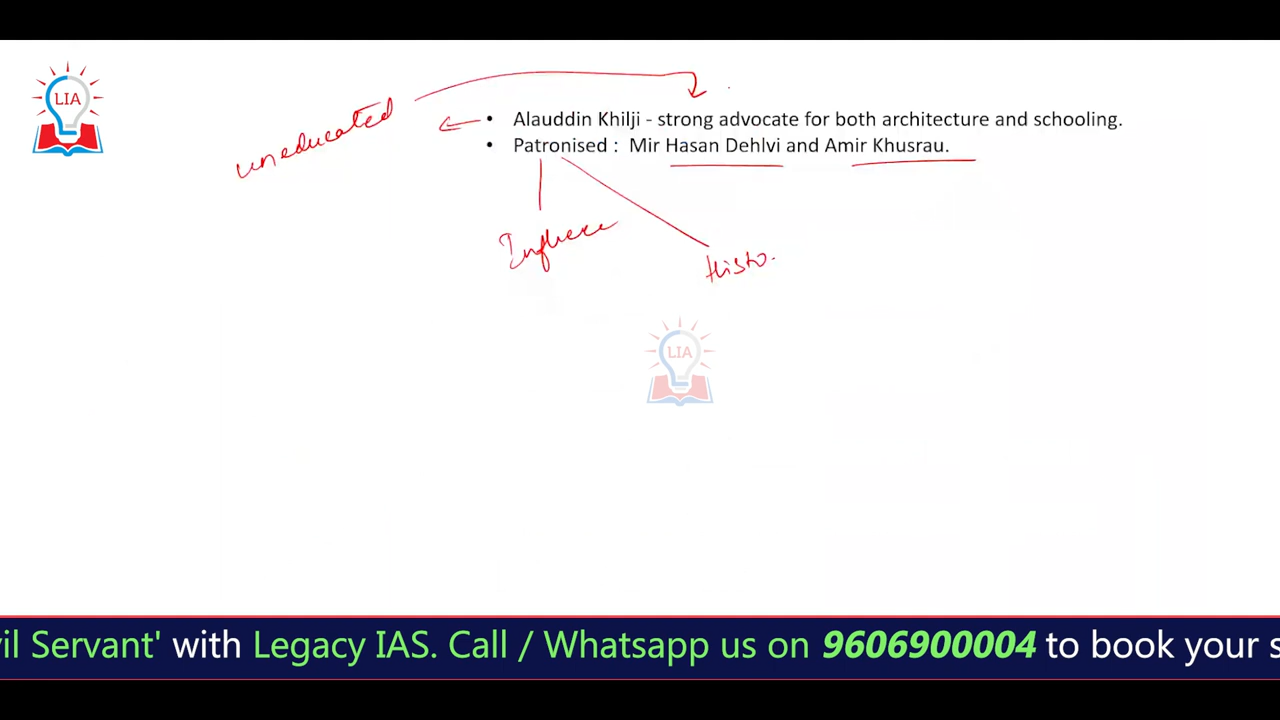 LIA
uneducated
• Alauddin Khilji - strong advocate for both architecture and schooling.
• Patronised : Mir Hasan Dehlvi and Amir Khusrau.
Histo.
LIA
vil Servant' with Legacy IAS. Call / Whatsapp us on 9606900004 to book your s